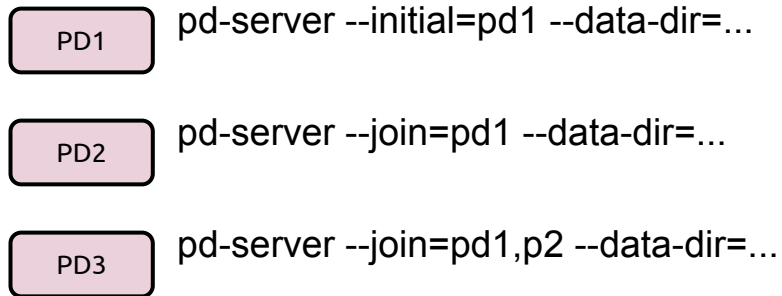 PD1 pd-server --initial=pd1 --data-dir=...
PD2 pd-server --join=pd1 --data-dir=...
PD3 pd-server --join=pd1,p2 --data-dir=...